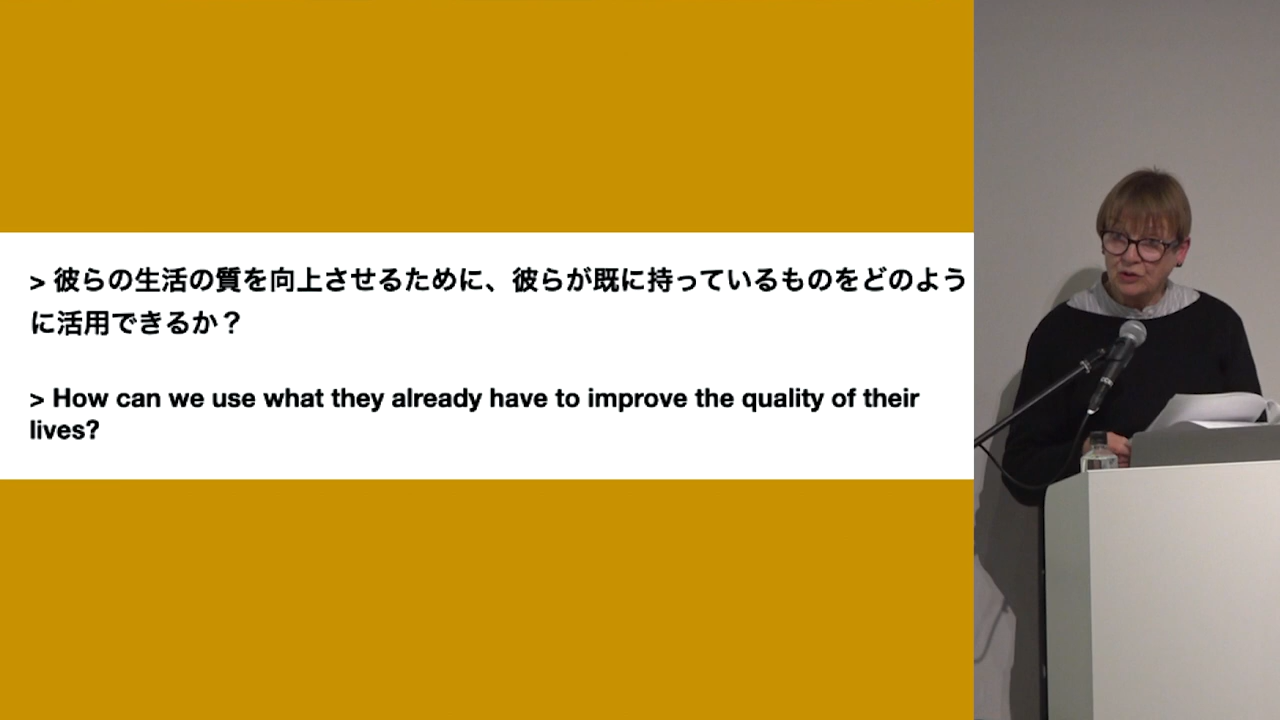 > 彼らの生活の質を向上させるために、彼らが既に持っているものをどのよう
に活用できるか？
> How can we use what they already have to improve the quality of their
lives?